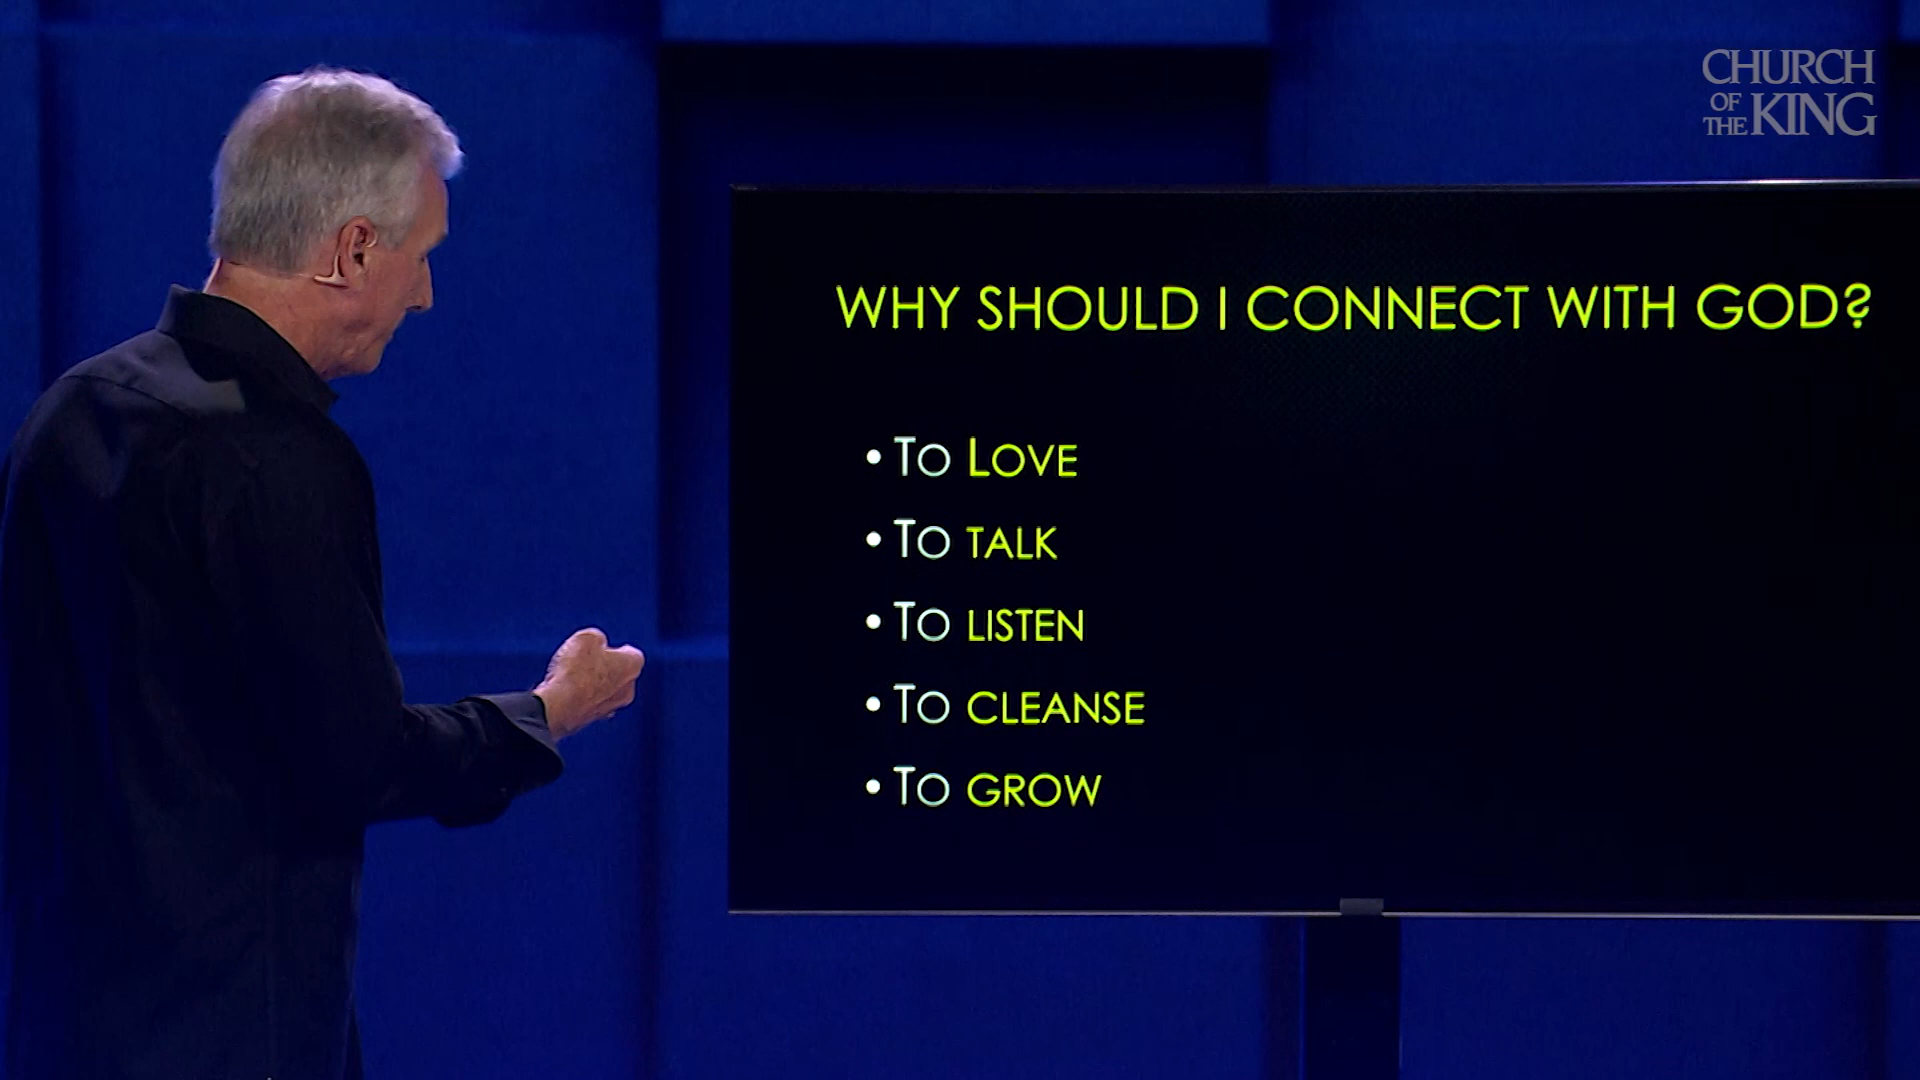 CHURCH
OF
THE KING
WHY SHOULD I CONNECT WITH GOD?
• TO LOVE
• TO TALK
• TO LISTEN
• TO CLEANSE
• TO GROW